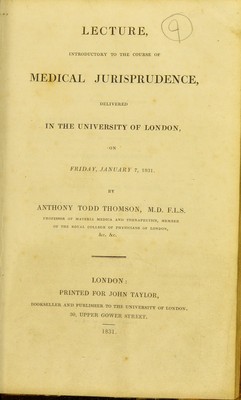 9
LECTURE,
INTRODUCTORY TO THE COURSE OF
MEDICAL JURISPRUDENCE,
DELIVERED
IN THE UNIVERSITY OF LONDON,
ON
FRIDAY, JANUARY 7, 1831.
BY
ANTHONY TODD THOMSON, M.D. F.L.S.
PROFESSOR OF MATERIA MEDICA AND THERAPEUTICS, MEMBER
OF THE ROYAL COLLEGE OF PHYSICIANS OF LONDON,
&c. &c.
LONDON:
PRINTED FOR JOHN TAYLOR,
BOOKSELLER AND PUBLISHER TO THE UNIVERSITY OF LONDON,
30, UPPER GOWER STREET.
1831.